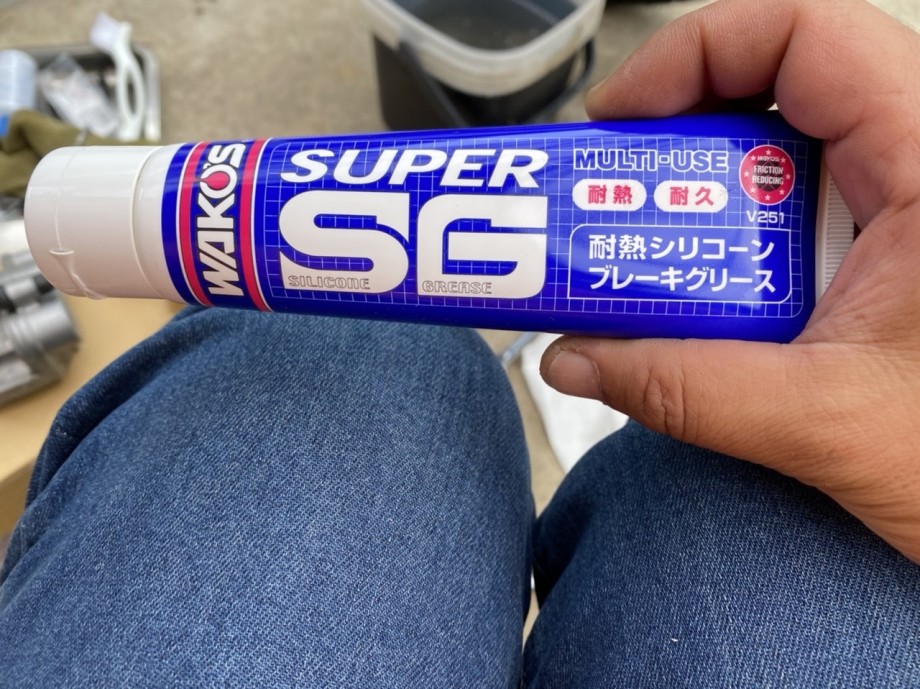 WAKO'S
SUPER
SG
SILICONE GREASE
MULTI-USE
耐熱 耐久
WAKO'S
FRICTION
REDUCING
V251
耐熱シリコーン
ブレーキグリース